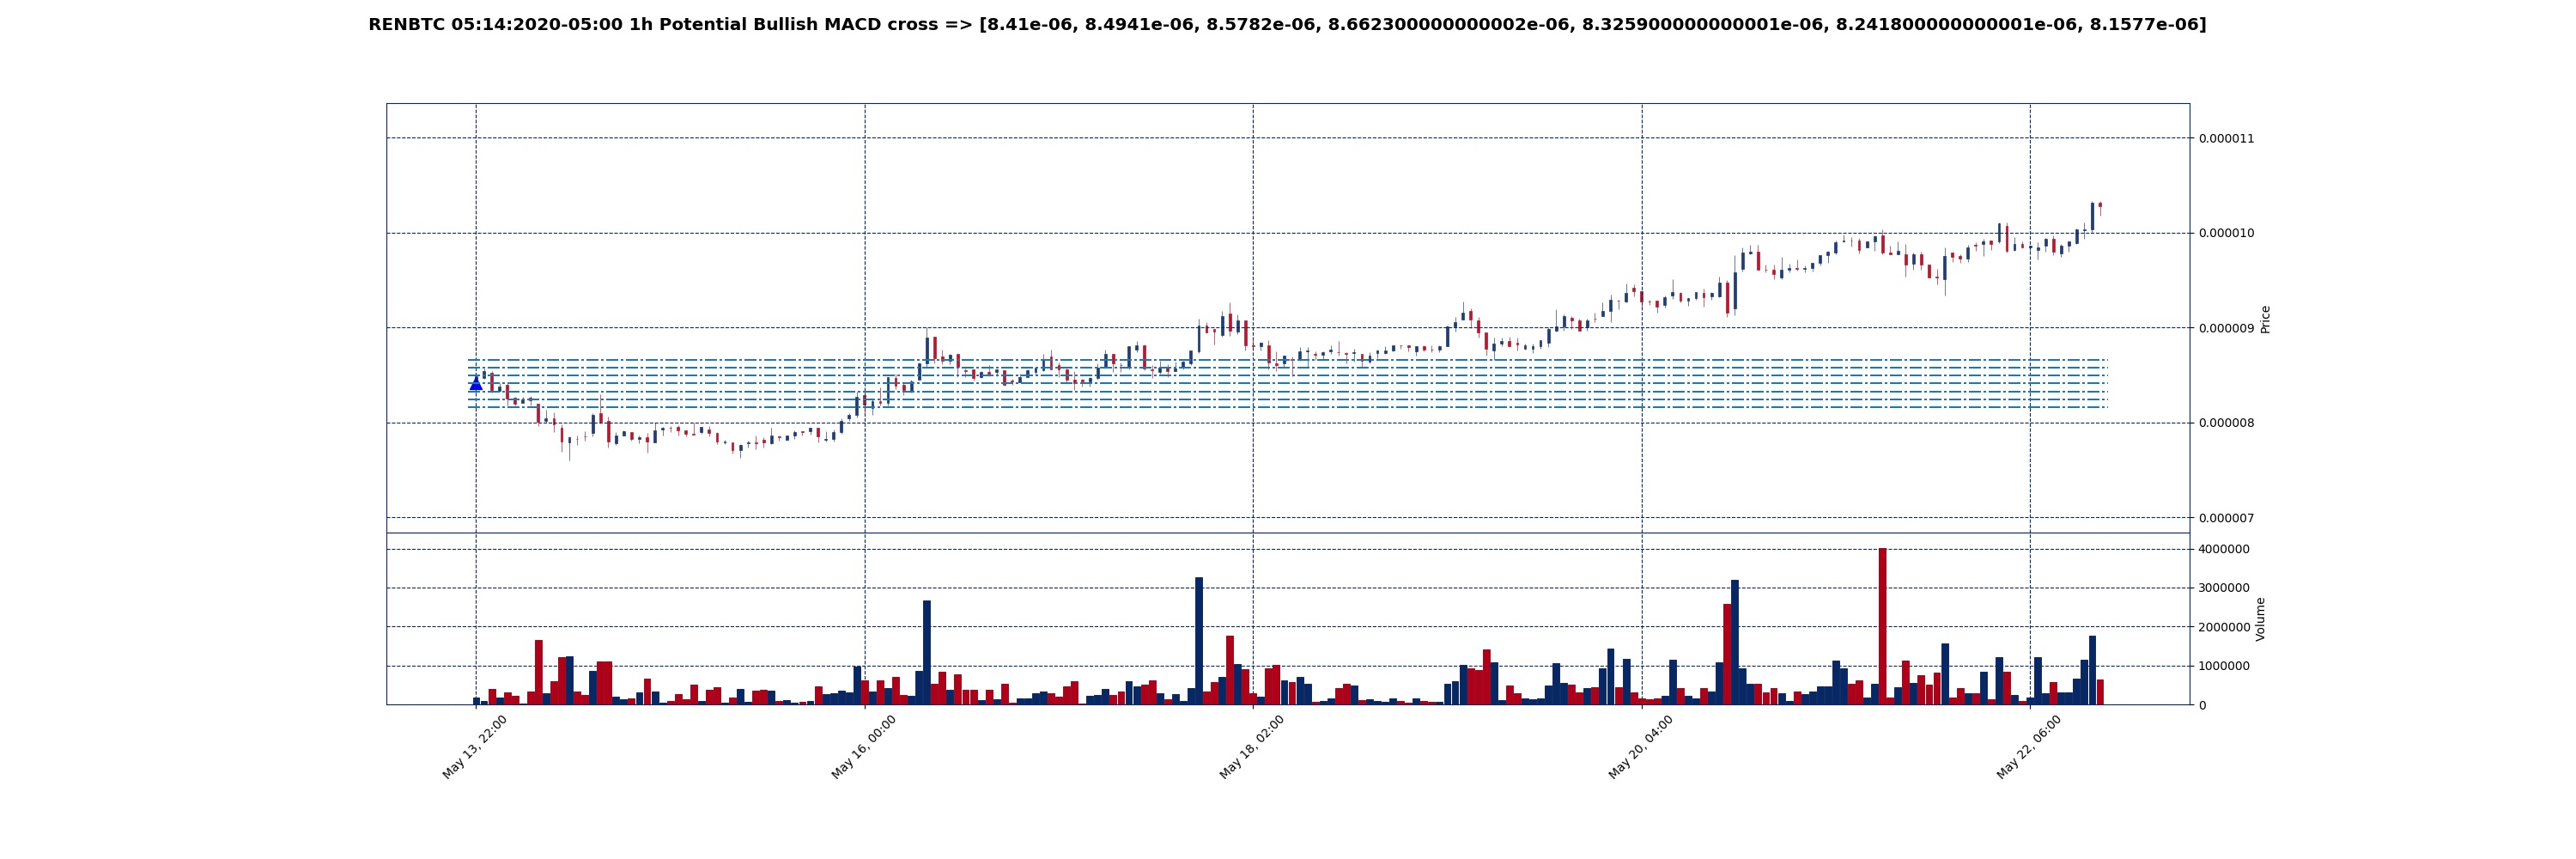 RENBTC 05:14:2020-05:00 1h Potential Bullish MACD cross => [8.41e-06, 8.4941e-06, 8.5782e-06, 8.662300000000002e-06, 8.325900000000001e-06, 8.241800000000001e-06, 8.1577e-06]
0.000011
0.000010
0.000009
0.000008
0.000007
Price
4000000
3000000
2000000
1000000
0
Volume
May 13, 22:00
May 16, 00:00
May 18, 02:00
May 20, 04:00
May 22, 06:00